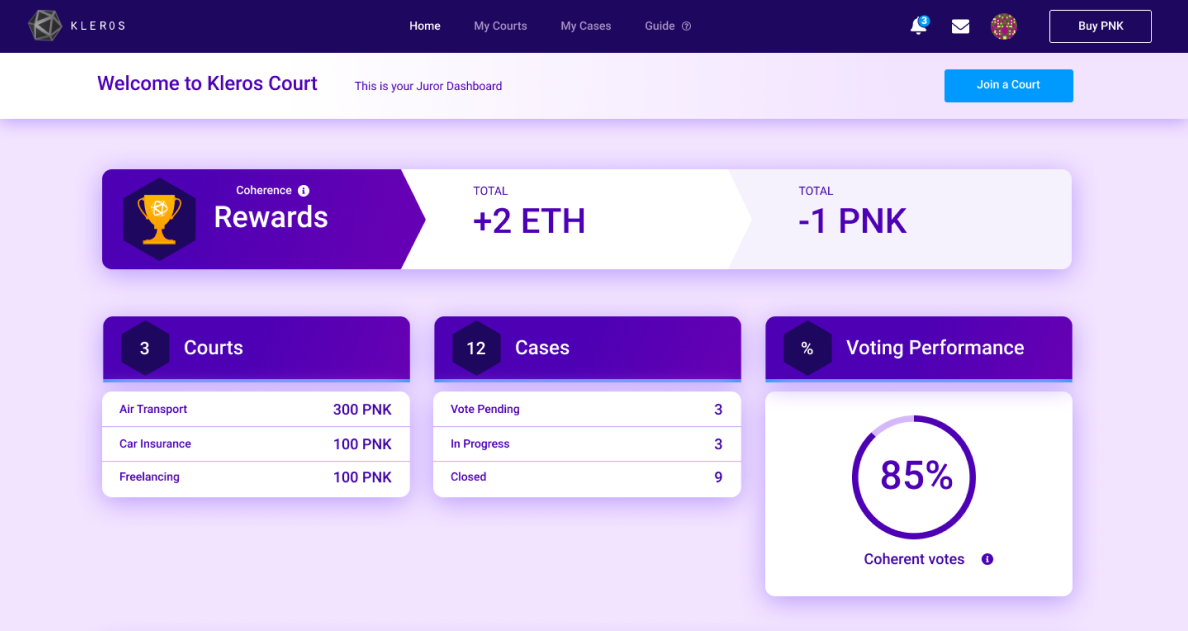 KLEROS
Home
My Courts
My Cases
Guide
3
Buy PNK
Welcome to Kleros Court
This is your Juror Dashboard
Join a Court
Coherence
Rewards
TOTAL
+2 ETH
TOTAL
-1 PNK
3
Courts
Air Transport 300 PNK
Car Insurance 100 PNK
Freelancing 100 PNK
12
Cases
Vote Pending 3
In Progress 3
Closed 9
%
Voting Performance
85%
Coherent votes